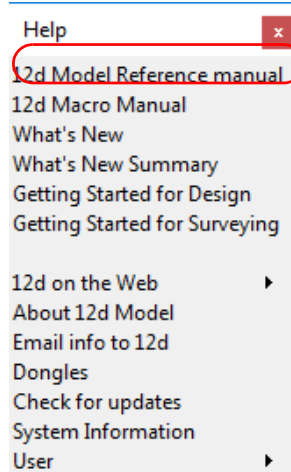 Help
x
12d Model Reference manual
12d Macro Manual
What's New
What's New Summary
Getting Started for Design
Getting Started for Surveying
12d on the Web
About 12d Model
Email info to 12d
Dongles
Check for updates
System Information
User